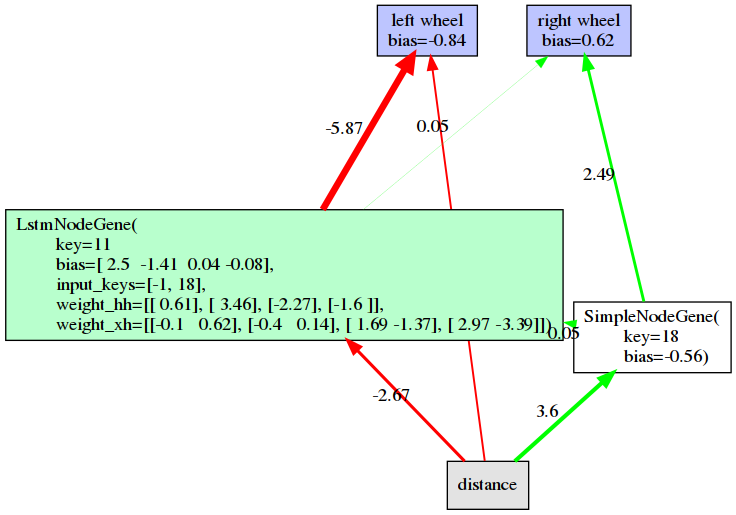 left wheel
bias=-0.84
right wheel
bias=0.62
-5.87
0.05
2.49
LstmNodeGene(
key=11
bias=[ 2.5 -1.41 0.04 -0.08],
input_keys=[-1, 18],
weight_hh=[[ 0.61], [ 3.46], [-2.27], [-1.6 ]],
weight_xh=[[-0.1 0.62], [-0.4 0.14], [ 1.69 -1.37], [ 2.97 -3.39]])
0.05
SimpleNodeGene(
key=18
bias=-0.56)
-2.67
3.6
distance